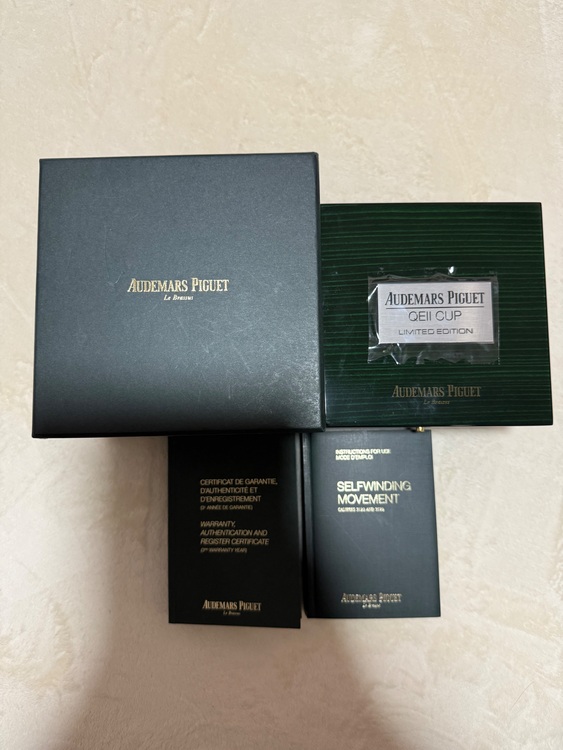 AUDEMARS PIGUET
Le Brassus
AUDEMARS PIGUET
QEII CUP
LIMITED EDITION
AUDEMARS PIGUET
Le Brassus
CERTIFICAT DE GARANTIE,
D'AUTHENTICITÉ ET
D'ENREGISTREMENT
WARRANTY,
AUTHENTICATION AND
REGISTER CERTIFICATE
AUDEMARS PIGUET
Le Brassus
INSTRUCTIONS FOR USE
MODE D'EMPLOI
SELFWINDING
MOVEMENT
AUDEMARS PIGUET
Le Brassus